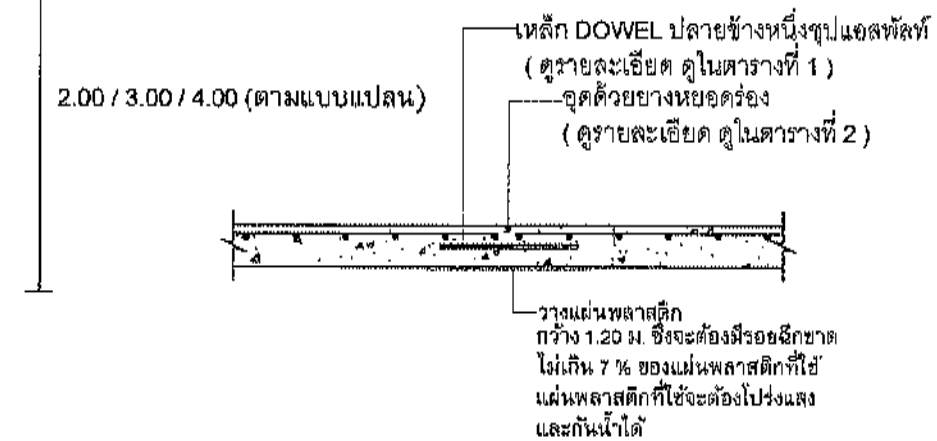 เหล็ก DOWEL ปลายข้างหนึ่งชุปแอสพัลท์
( ดูรายละเอียด ดูในตารางที่ 1 )
2.00 / 3.00 / 4.00 (ตามแบบแปลน)
อุดด้วยยางหยอดร่อง
( ดูรายละเอียด ดูในตารางที่ 2 )
วางแผ่นพลาสติก
กว้าง 1.20 ม. ซึ่งจะต้องมีรอยฉีกขาด
ไม่เกิน 7 % ของแผ่นพลาสติกที่ใช้
แผ่นพลาสติกที่ใช้จะต้องโปร่งแสง
และกันน้ำได้